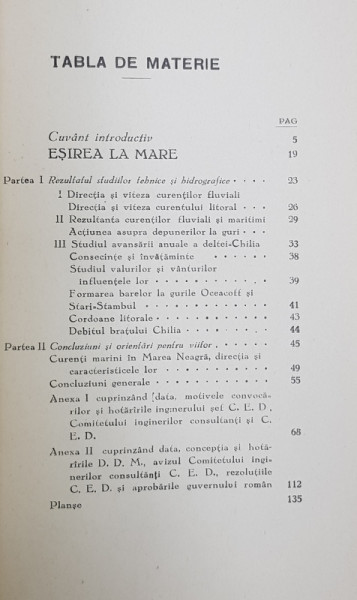 TABLA DE MATERIE
PAG
Cuvânt introductiv 5
EȘIREA LA MARE 19
Partea I Rezultatul studiilor tehnice și hidrografice . . . . 23
I Direcția și viteza curenților fluviali
Direcția și viteza curentului litoral . . . 26
II Rezultanta curenților fluviali și maritimi 29
Acțiunea asupra depunerilor la guri . . .
III Studiul avansării anuale a deltei-Chilia 33
Consecințe și învățăminte . . . . . . 38
Studiul valurilor și vânturilor
influențele lor . . . . . . . . . . . . 39
Formarea barelor la gurile Oceacoff și
Stari-Stambul . . . . . . . . . . . 41
Cordoane litorale . . . . . . . . . . 43
Debitul brațului Chilia . . . . . . . . 44
Partea II Concluziuni și orientări pentru viitor . . . . . . 45
Curenți marini în Marea Neagră, direcția și
caracteristicele lor . . . . . . . . . 49
Concluziuni generale . . . . . . . . . . 55
Anexa I cuprinzând data, motivele convocă-
rilor și hotăririle inginerului șef C. E. D.,
Comitetului inginerilor consultanți și C.
E. D. 68
Anexa II cuprinzând data, concepția și hotă-
ririle D. D. M., avizul Comitetului ingi-
nerilor consultanți C. E. D., rezoluțiile
C. E. D. și aprobările guvernului român 112
Planșe 135